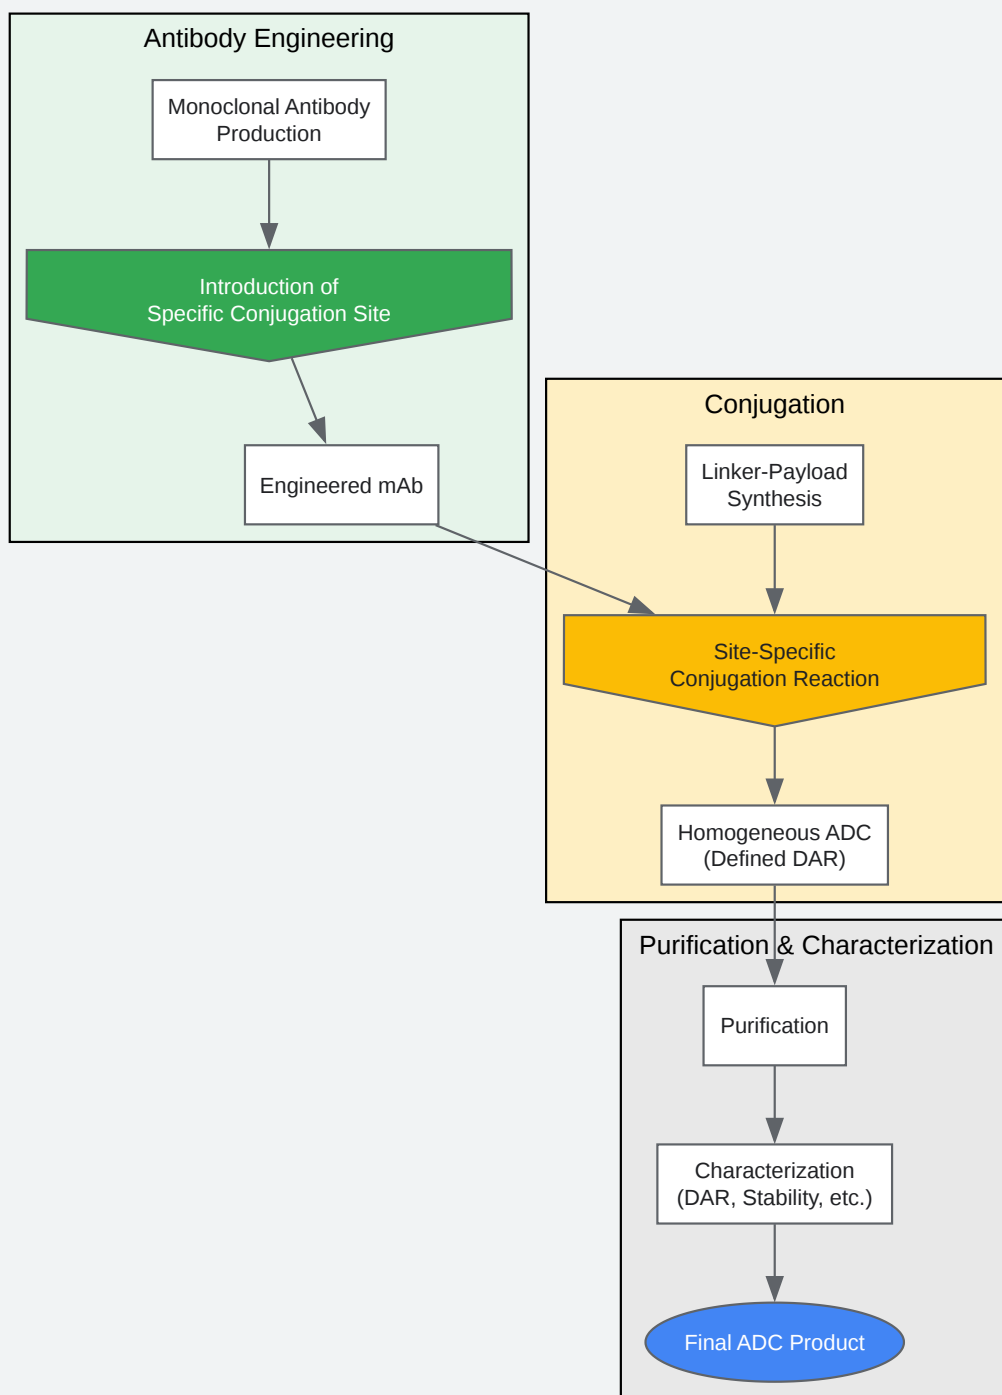 Antibody Engineering
Monoclonal Antibody
Production
Introduction of
Specific Conjugation Site
Engineered mAb
Conjugation
Linker-Payload
Synthesis
Site-Specific
Conjugation Reaction
Homogeneous ADC
(Defined DAR)
Purification & Characterization
Purification
Characterization
(DAR, Stability, etc.)
Final ADC Product